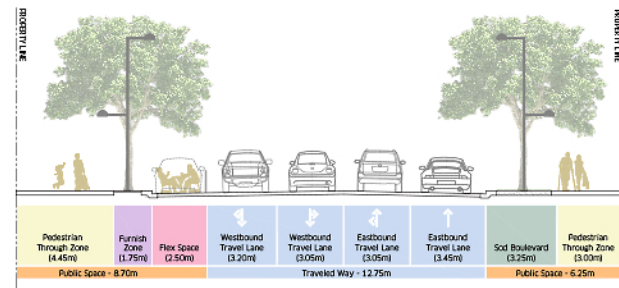 PROPERTY LINE
PROPERTY LINE
Pedestrian
Through Zone
(4.45m)
Furnish
Zone
(1.75m)
Flex Space
(2.50m)
Westbound
Travel Lane
(3.20m)
Westbound
Travel Lane
(3.05m)
Eastbound
Travel Lane
(3.05m)
Eastbound
Travel Lane
(3.45m)
Sod Boulevard
(3.25m)
Pedestrian
Through Zone
(3.00m)
Public Space - 8.70m
Traveled Way - 12.75m
Public Space - 6.25m